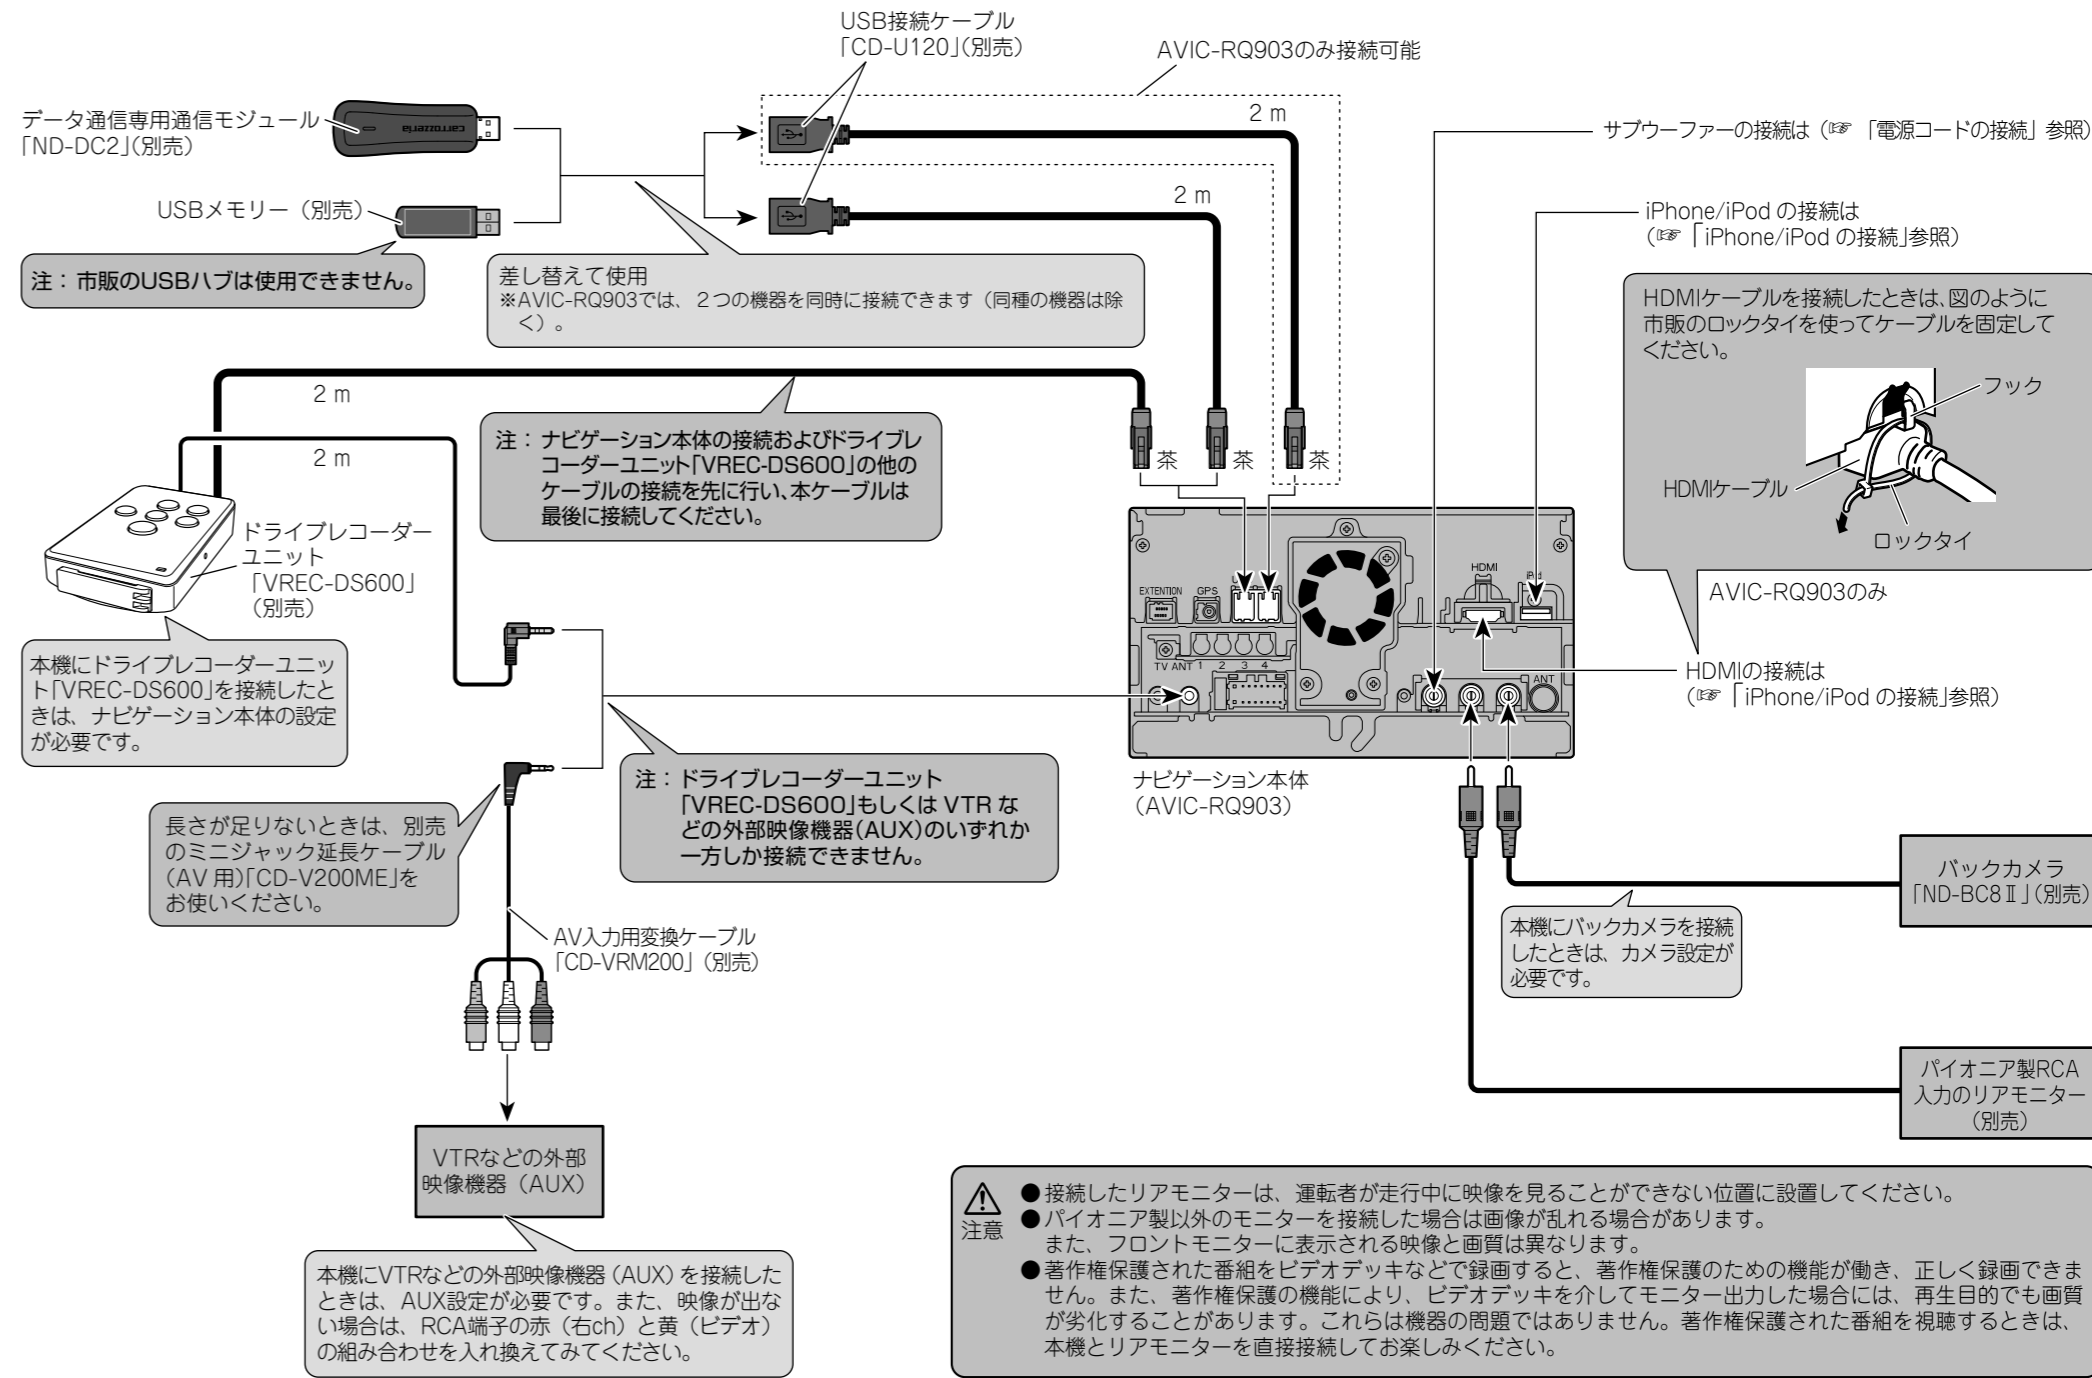 USB接続ケーブル
「CD-U120」(別売)
AVIC-RQ903のみ接続可能
データ通信専用通信モジュール
「ND-DC2」(別売)
carrozzeria
2 m
サブウーファーの接続は (☞ 「電源コードの接続」参照)
USBメモリー (別売)
2 m
iPhone/iPod の接続は
(☞「iPhone/iPod の接続」参照)
注：市販のUSBハブは使用できません。
差し替えて使用
※AVIC-RQ903では、２つの機器を同時に接続できます（同種の機器は除
く）。
HDMIケーブルを接続したときは、図のように
市販のロックタイを使ってケーブルを固定して
ください。
フック
HDMIケーブル
ロックタイ
AVIC-RQ903のみ
2 m
2 m
注：ナビゲーション本体の接続およびドライブレ
コーダーユニット「VREC-DS600」の他の
ケーブルの接続を先に行い、本ケーブルは
最後に接続してください。
茶
茶
茶
ドライブレコーダー
ユニット
「VREC-DS600」
(別売)
EXTENTION
GPS
HDMI
TV ANT 1 2 3 4
ANT
本機にドライブレコーダーユニッ
ト「VREC-DS600」を接続したと
きは、ナビゲーション本体の設定
が必要です。
HDMIの接続は
(☞「iPhone/iPod の接続」参照)
注：ドライブレコーダーユニット
「VREC-DS600」もしくは VTR な
どの外部映像機器(AUX)のいずれか
一方しか接続できません。
ナビゲーション本体
(AVIC-RQ903)
長さが足りないときは、別売
のミニジャック延長ケーブル
(AV 用)「CD-V200ME」を
お使いください。
バックカメラ
「ND-BC8Ⅱ」(別売)
AV入力用変換ケーブル
「CD-VRM200」(別売)
本機にバックカメラを接続
したときは、カメラ設定が
必要です。
パイオニア製RCA
入力のリアモニター
(別売)
VTRなどの外部
映像機器 (AUX)
本機にVTRなどの外部映像機器 (AUX) を接続した
ときは、AUX設定が必要です。また、映像が出な
い場合は、RCA端子の赤（右ch）と黄（ビデオ）
の組み合わせを入れ換えてみてください。
注意
●接続したリアモニターは、運転者が走行中に映像を見ることができない位置に設置してください。
●パイオニア製以外のモニターを接続した場合は画像が乱れる場合があります。
また、フロントモニターに表示される映像と画質は異なります。
●著作権保護された番組をビデオデッキなどで録画すると、著作権保護のための機能が働き、正しく録画できま
せん。また、著作権保護の機能により、ビデオデッキを介してモニター出力した場合には、再生目的でも画質
が劣化することがあります。これらは機器の問題ではありません。著作権保護された番組を視聴するときは、
本機とリアモニターを直接接続してお楽しみください。